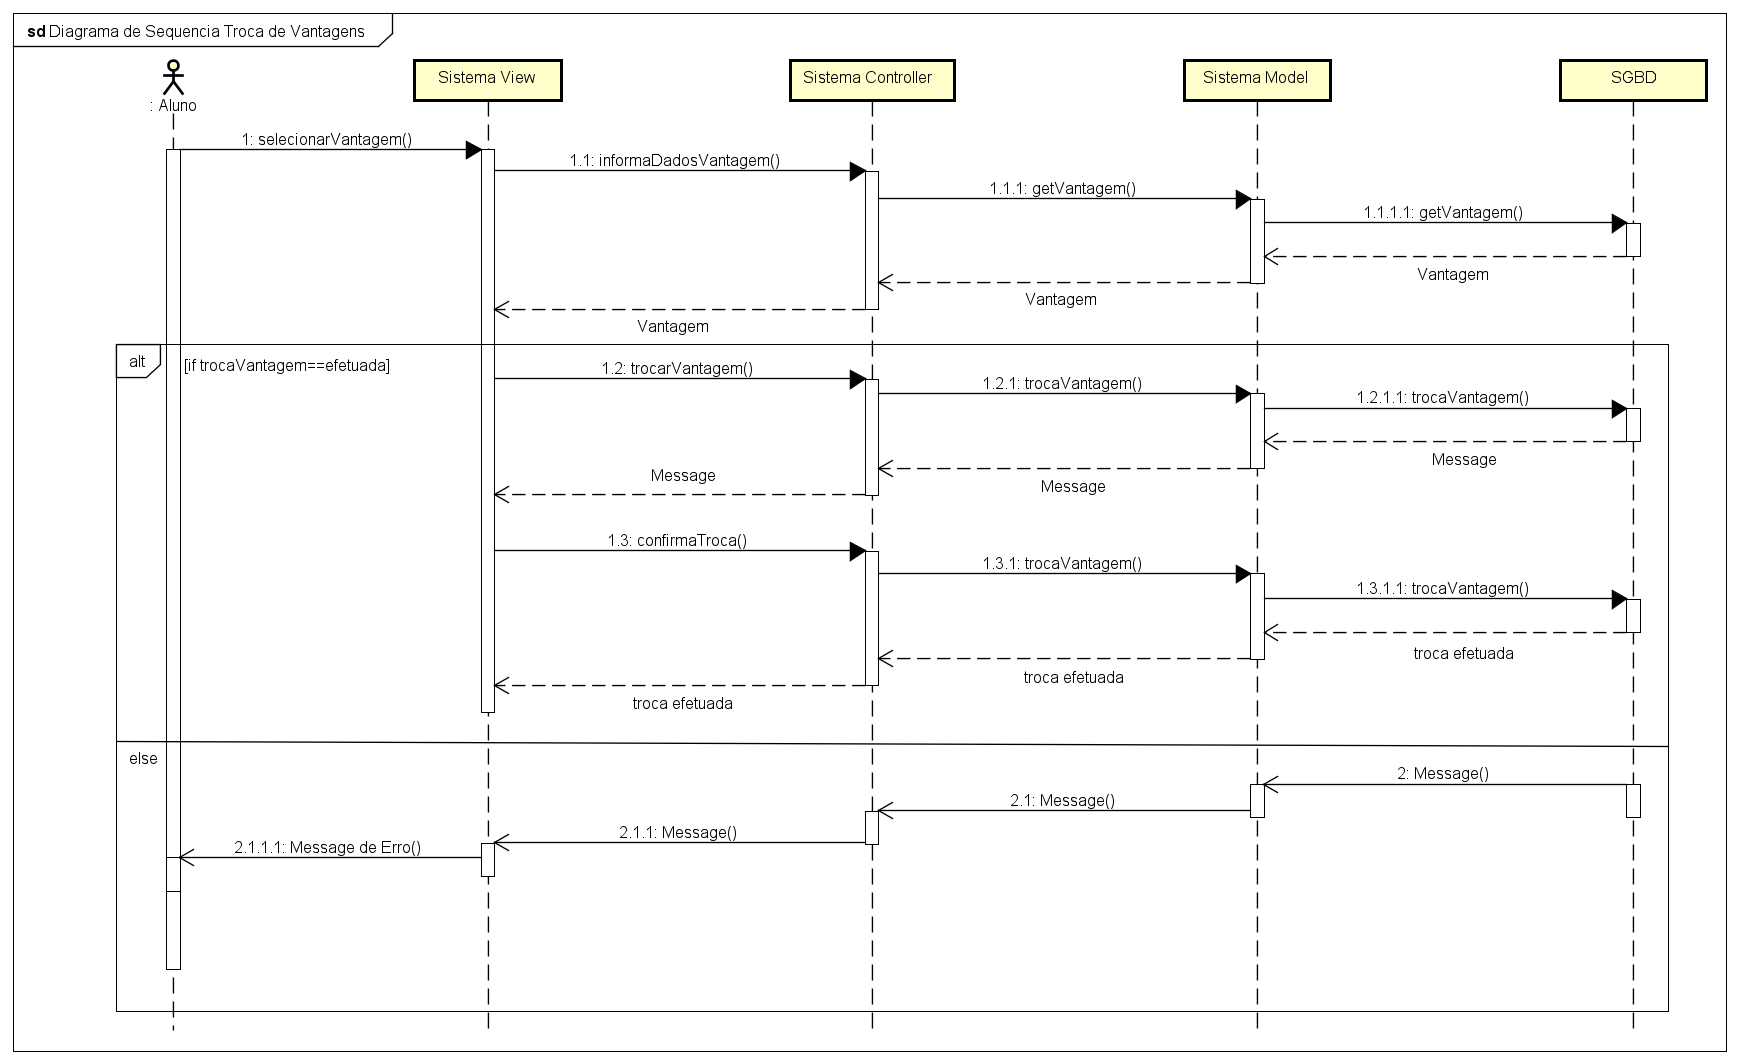 sd Diagrama de Sequencia Troca de Vantagens
: Aluno
Sistema View
Sistema Controller
Sistema Model
SGBD
1: selecionarVantagem()
1.1: informaDadosVantagem()
1.1.1: getVantagem()
1.1.1.1: getVantagem()
Vantagem
Vantagem
Vantagem
alt
[if trocaVantagem==efetuada]
1.2: trocarVantagem()
1.2.1: trocaVantagem()
1.2.1.1: trocaVantagem()
Message
Message
Message
1.3: confirmaTroca()
1.3.1: trocaVantagem()
1.3.1.1: trocaVantagem()
troca efetuada
troca efetuada
troca efetuada
else
2: Message()
2.1: Message()
2.1.1: Message()
2.1.1.1: Message de Erro()